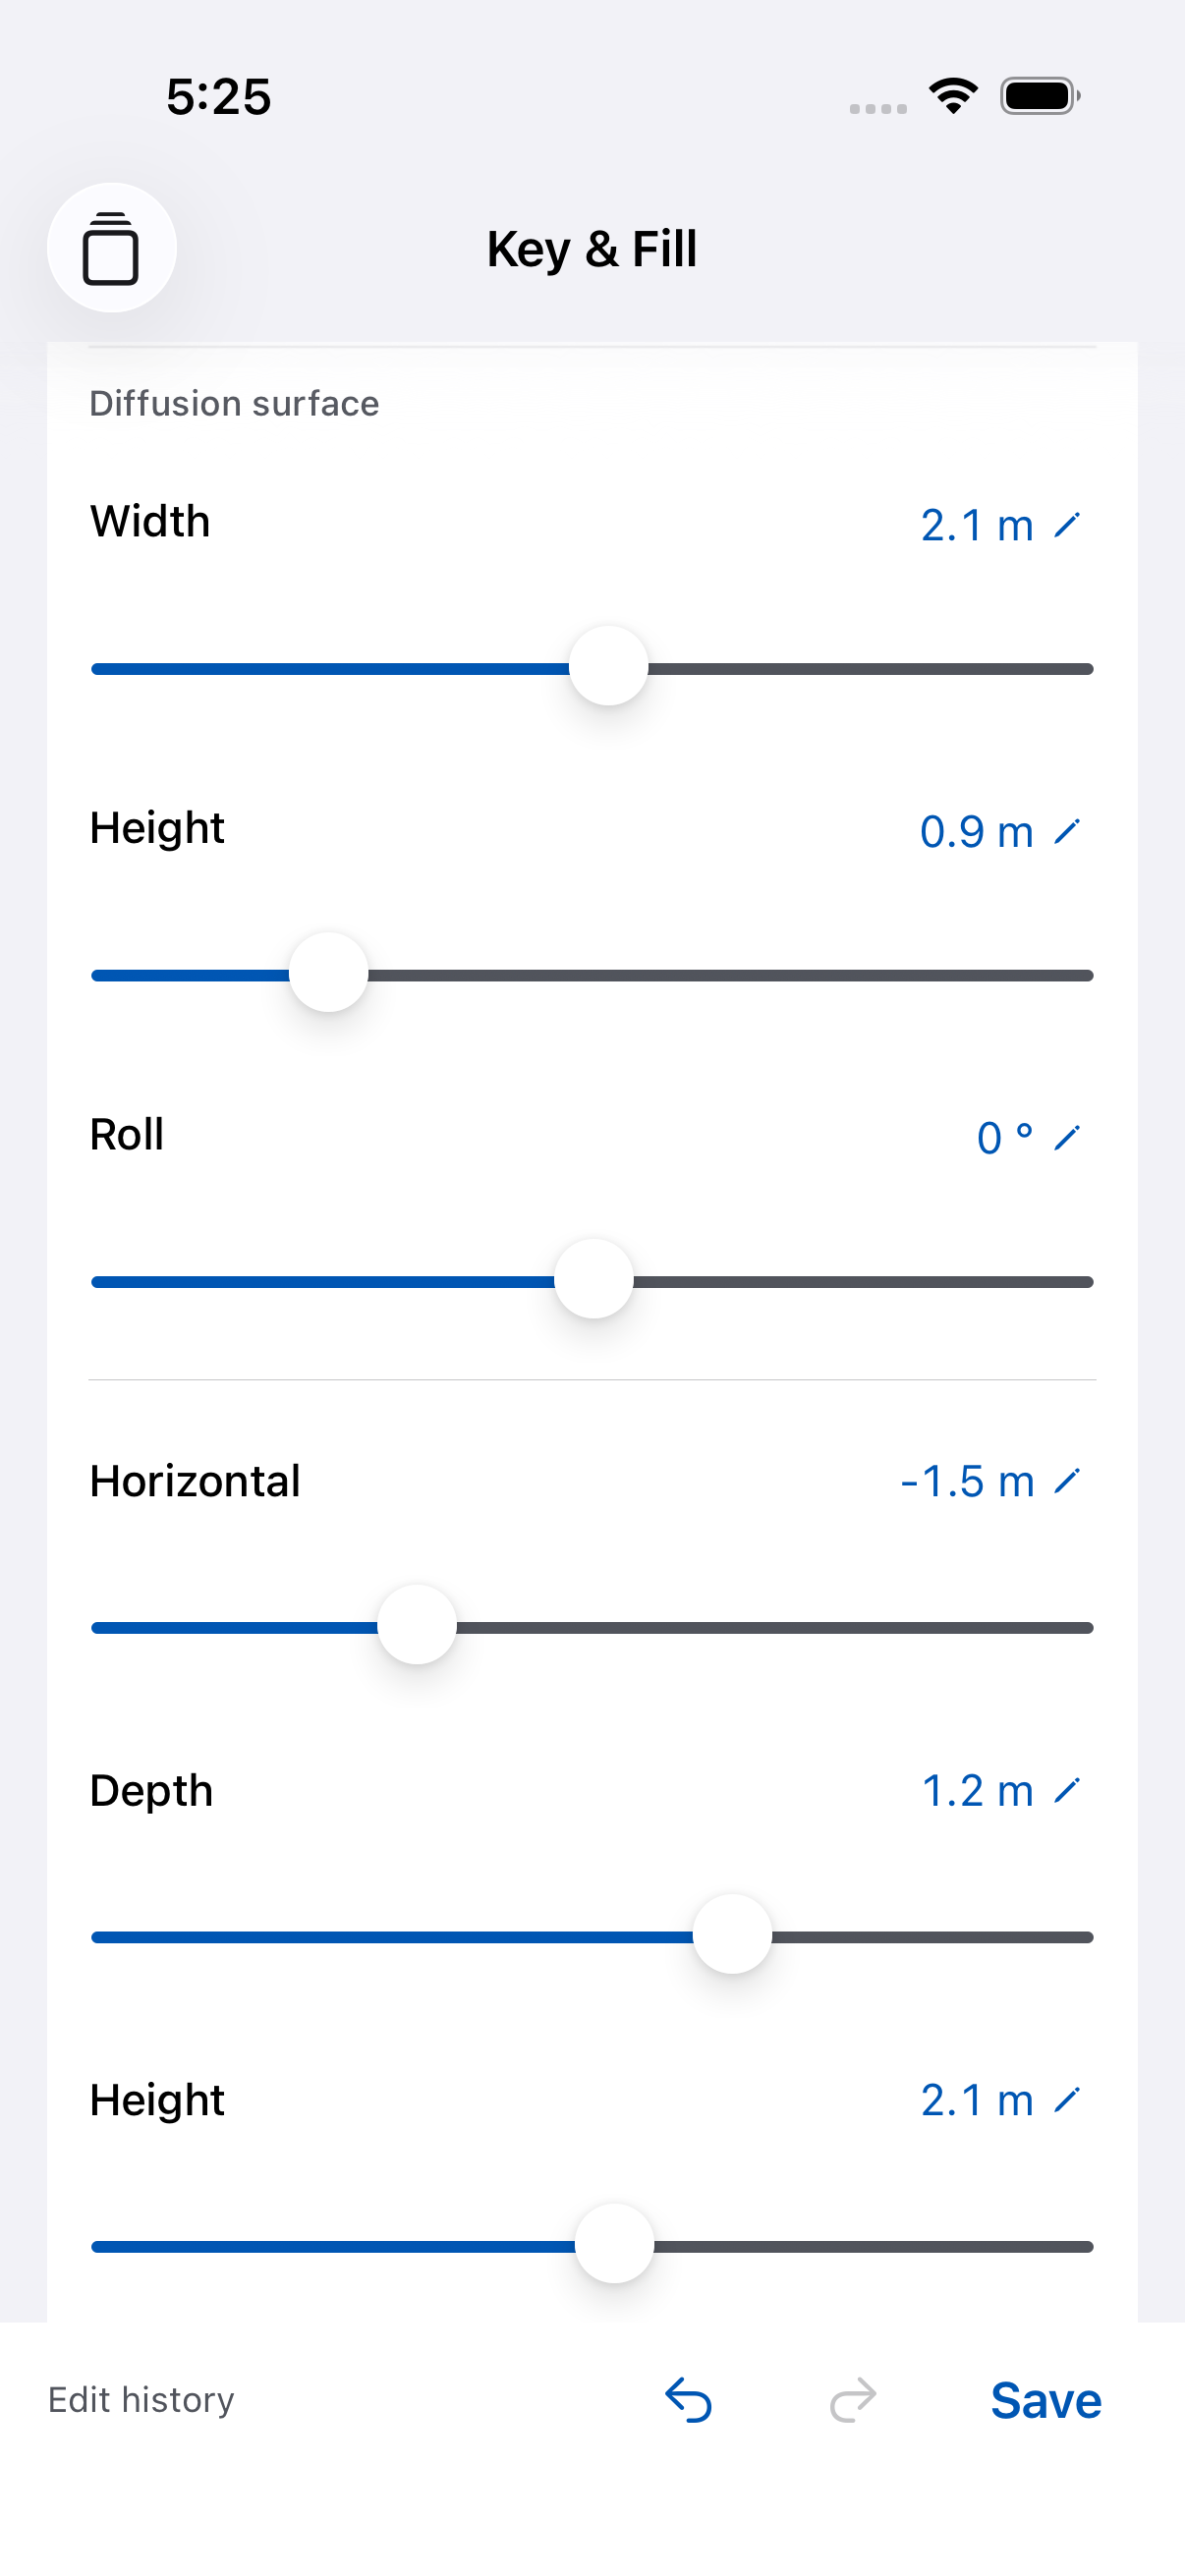 5:25
Key & Fill
Diffusion surface
Width 2.1 m
Height 0.9 m
Roll 0 °
Horizontal -1.5 m
Depth 1.2 m
Height 2.1 m
Edit history Save